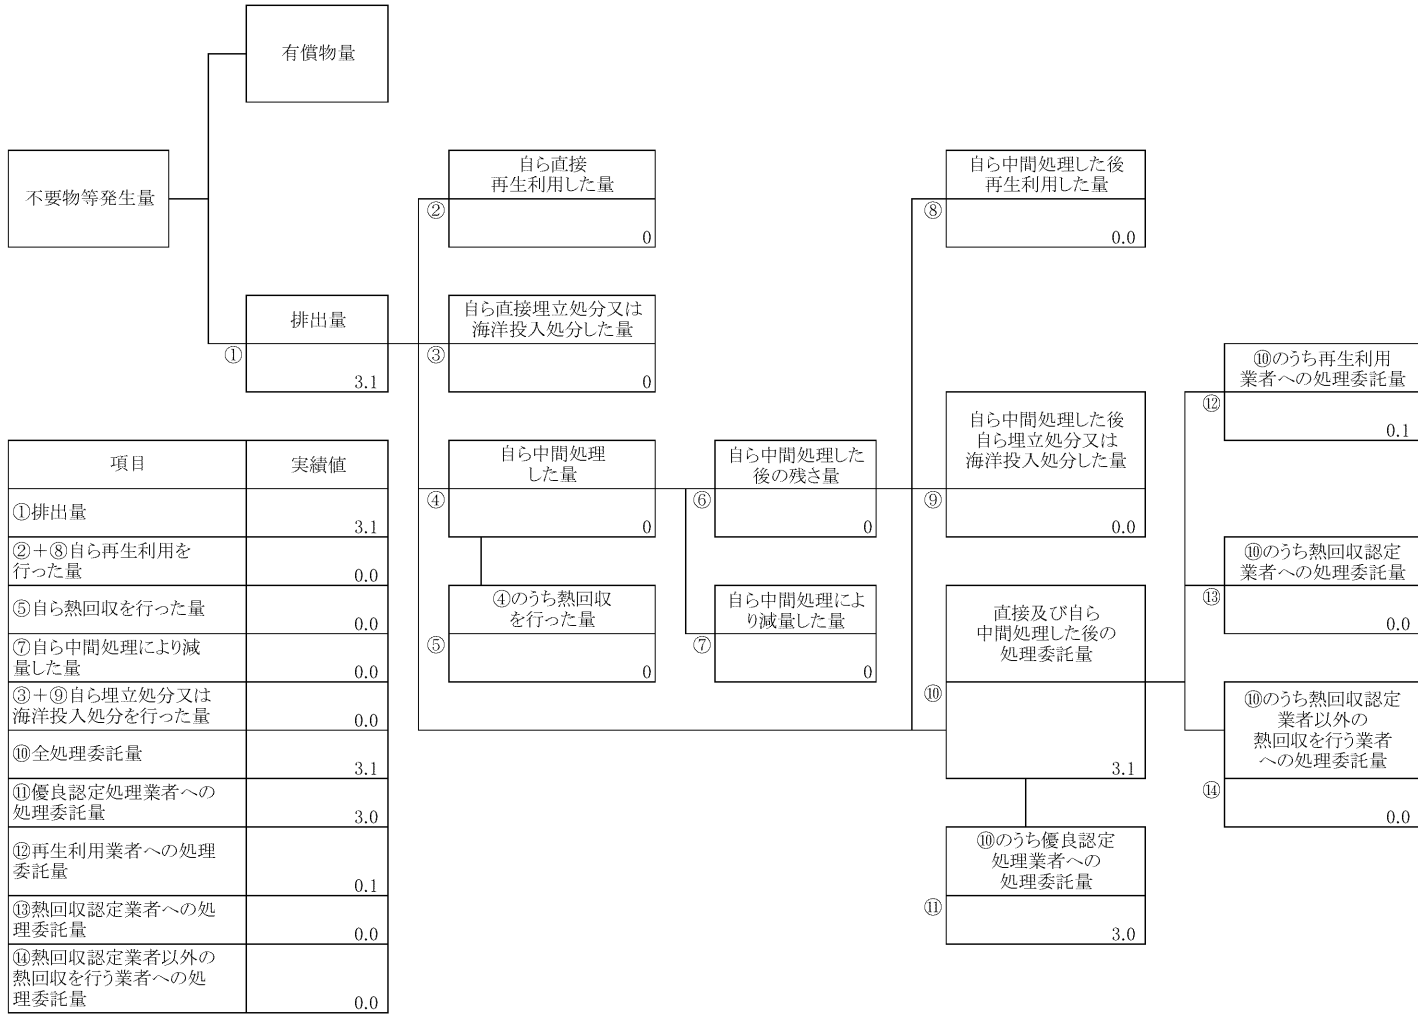 有償物量
不要物等発生量
排出量
①
3.1
自ら直接
再生利用した量
②
0
自ら直接埋立処分又は
海洋投入処分した量
③
0
自ら中間処理
した量
④
0
④のうち熱回収
を行った量
⑤
0
自ら中間処理した
後の残さ量
⑥
0
自ら中間処理によ
り減量した量
⑦
0
自ら中間処理した後
再生利用した量
⑧
0.0
自ら中間処理した後
自ら埋立処分又は
海洋投入処分した量
⑨
0.0
直接及び自ら
中間処理した後の
処理委託量
⑩
3.1
⑩のうち優良認定
処理業者への
処理委託量
⑪
3.0
⑩のうち再生利用
業者への処理委託量
⑫
0.1
⑩のうち熱回収認定
業者への処理委託量
⑬
0.0
⑩のうち熱回収認定
業者以外の
熱回収を行う業者
への処理委託量
⑭
0.0
項目 実績値
①排出量
3.1
②＋⑧自ら再生利用を
行った量
0.0
⑤自ら熱回収を行った量
0.0
⑦自ら中間処理により減
量した量
0.0
③＋⑨自ら埋立処分又は
海洋投入処分を行った量
0.0
⑩全処理委託量
3.1
⑪優良認定処理業者への
処理委託量
3.0
⑫再生利用業者への処理
委託量
0.1
⑬熱回収認定業者への処
理委託量
0.0
⑭熱回収認定業者以外の
熱回収を行う業者への処
理委託量
0.0